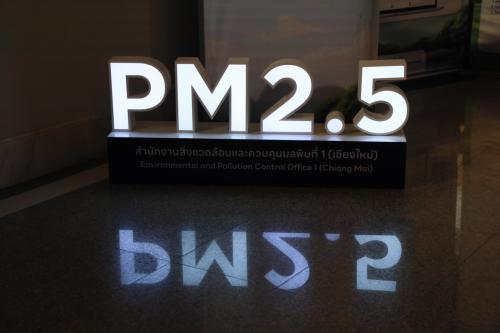 PM2.5
สำนักงานสิ่งแวดล้อมและควบคุมมลพิษที่ 1 (เชียงใหม่)
Environmental and Pollution Control Office 1 (Chiang Mai)